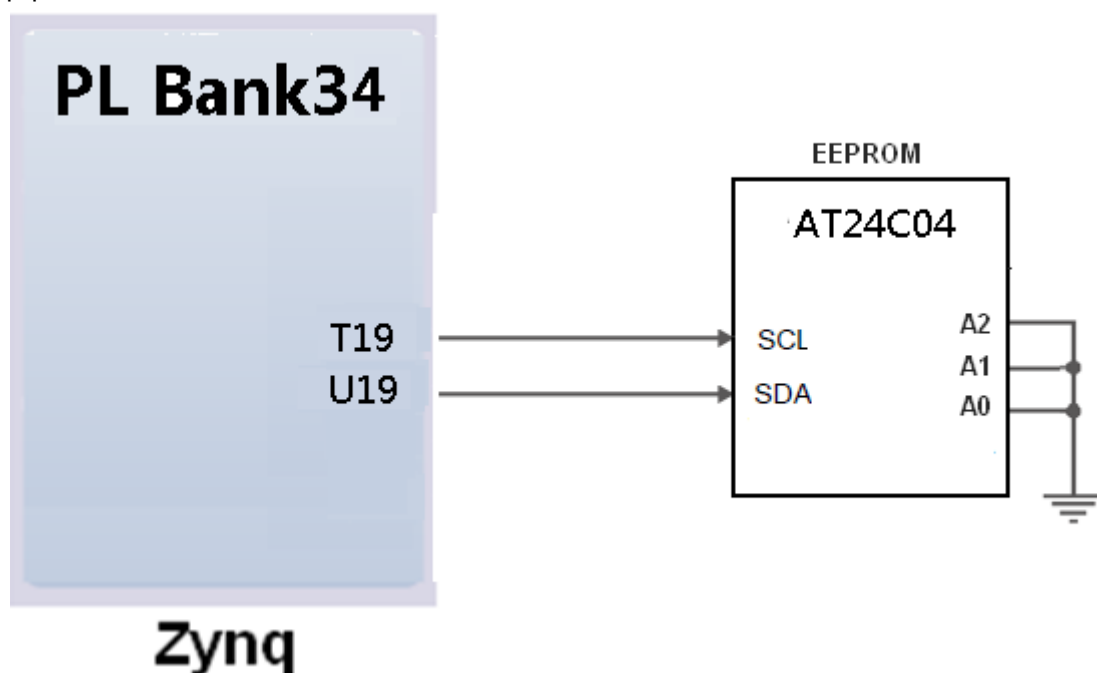 PL Bank34
EEPROM
AT24C04
T19
SCL
A2
U19
SDA
A1
A0
Zynq